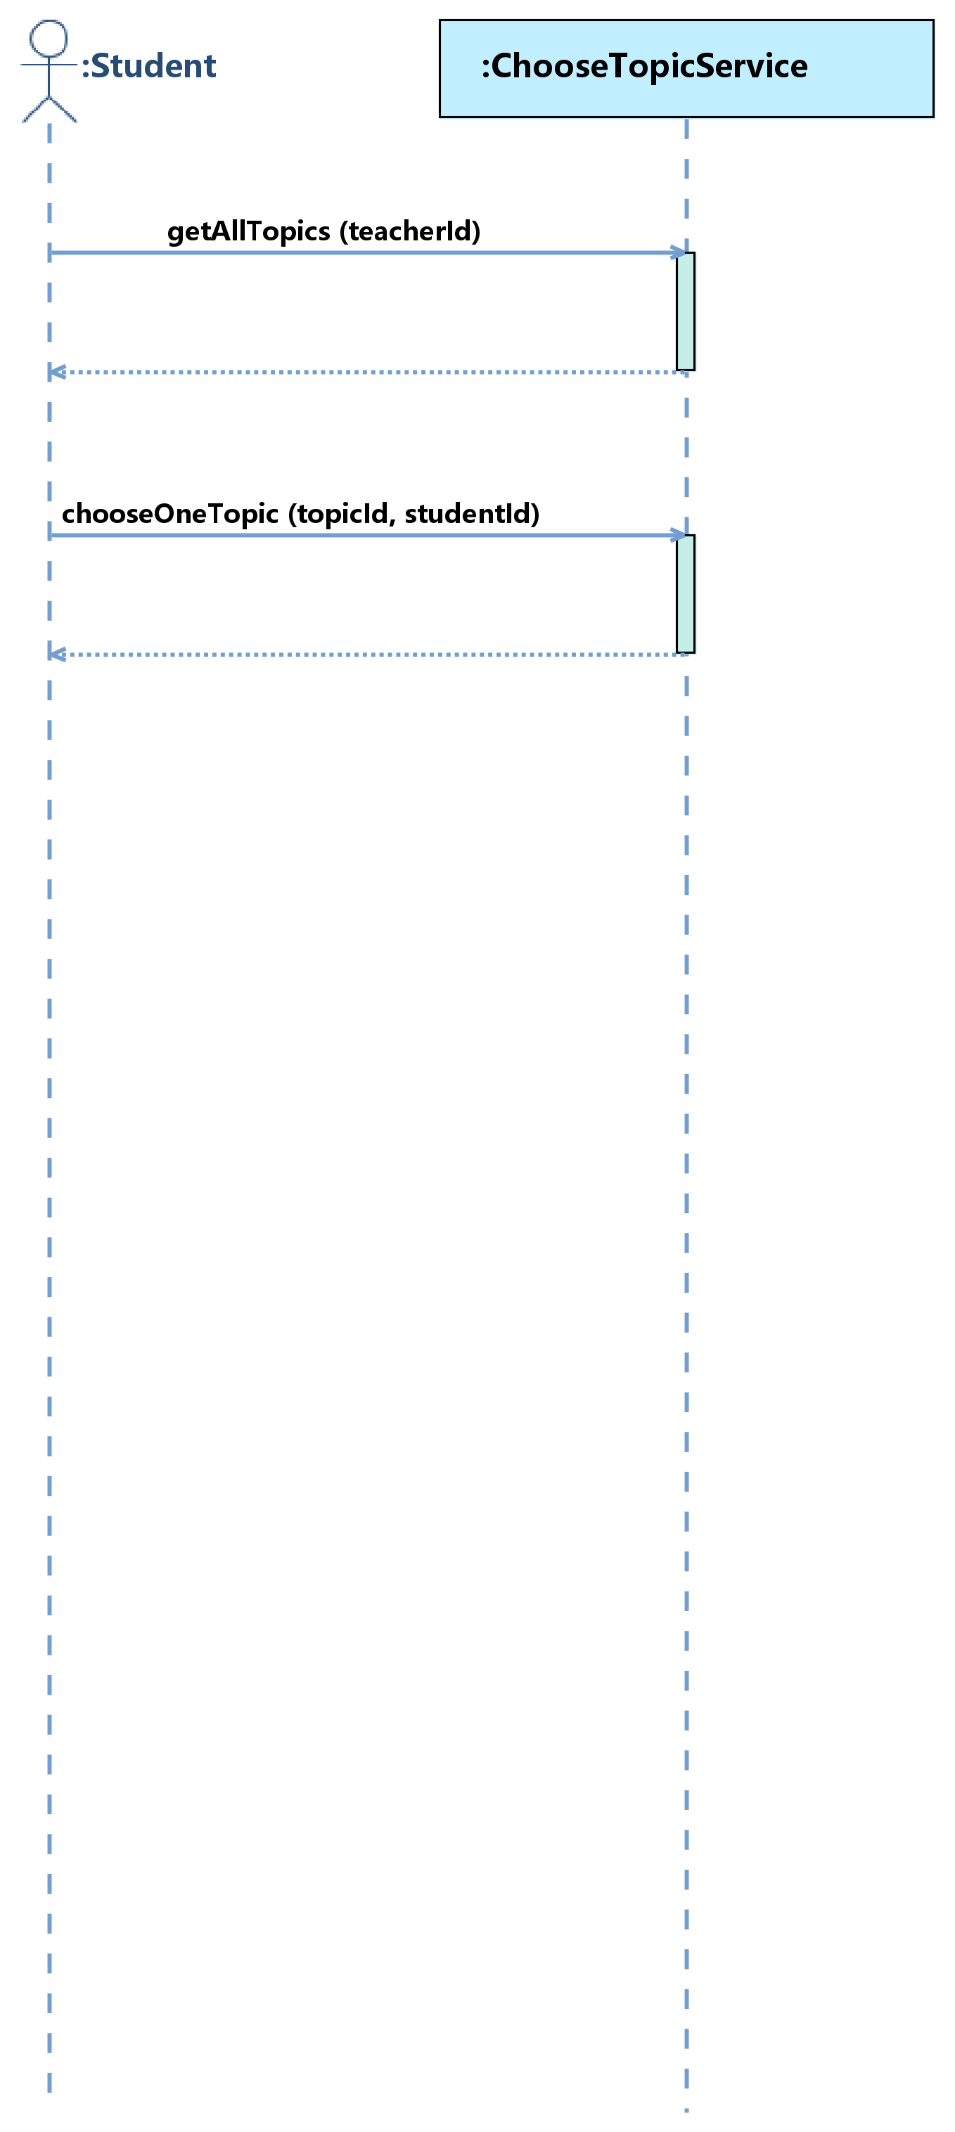 :Student
:ChooseTopicService
getAllTopics (teacherId)
chooseOneTopic (topicId, studentId)